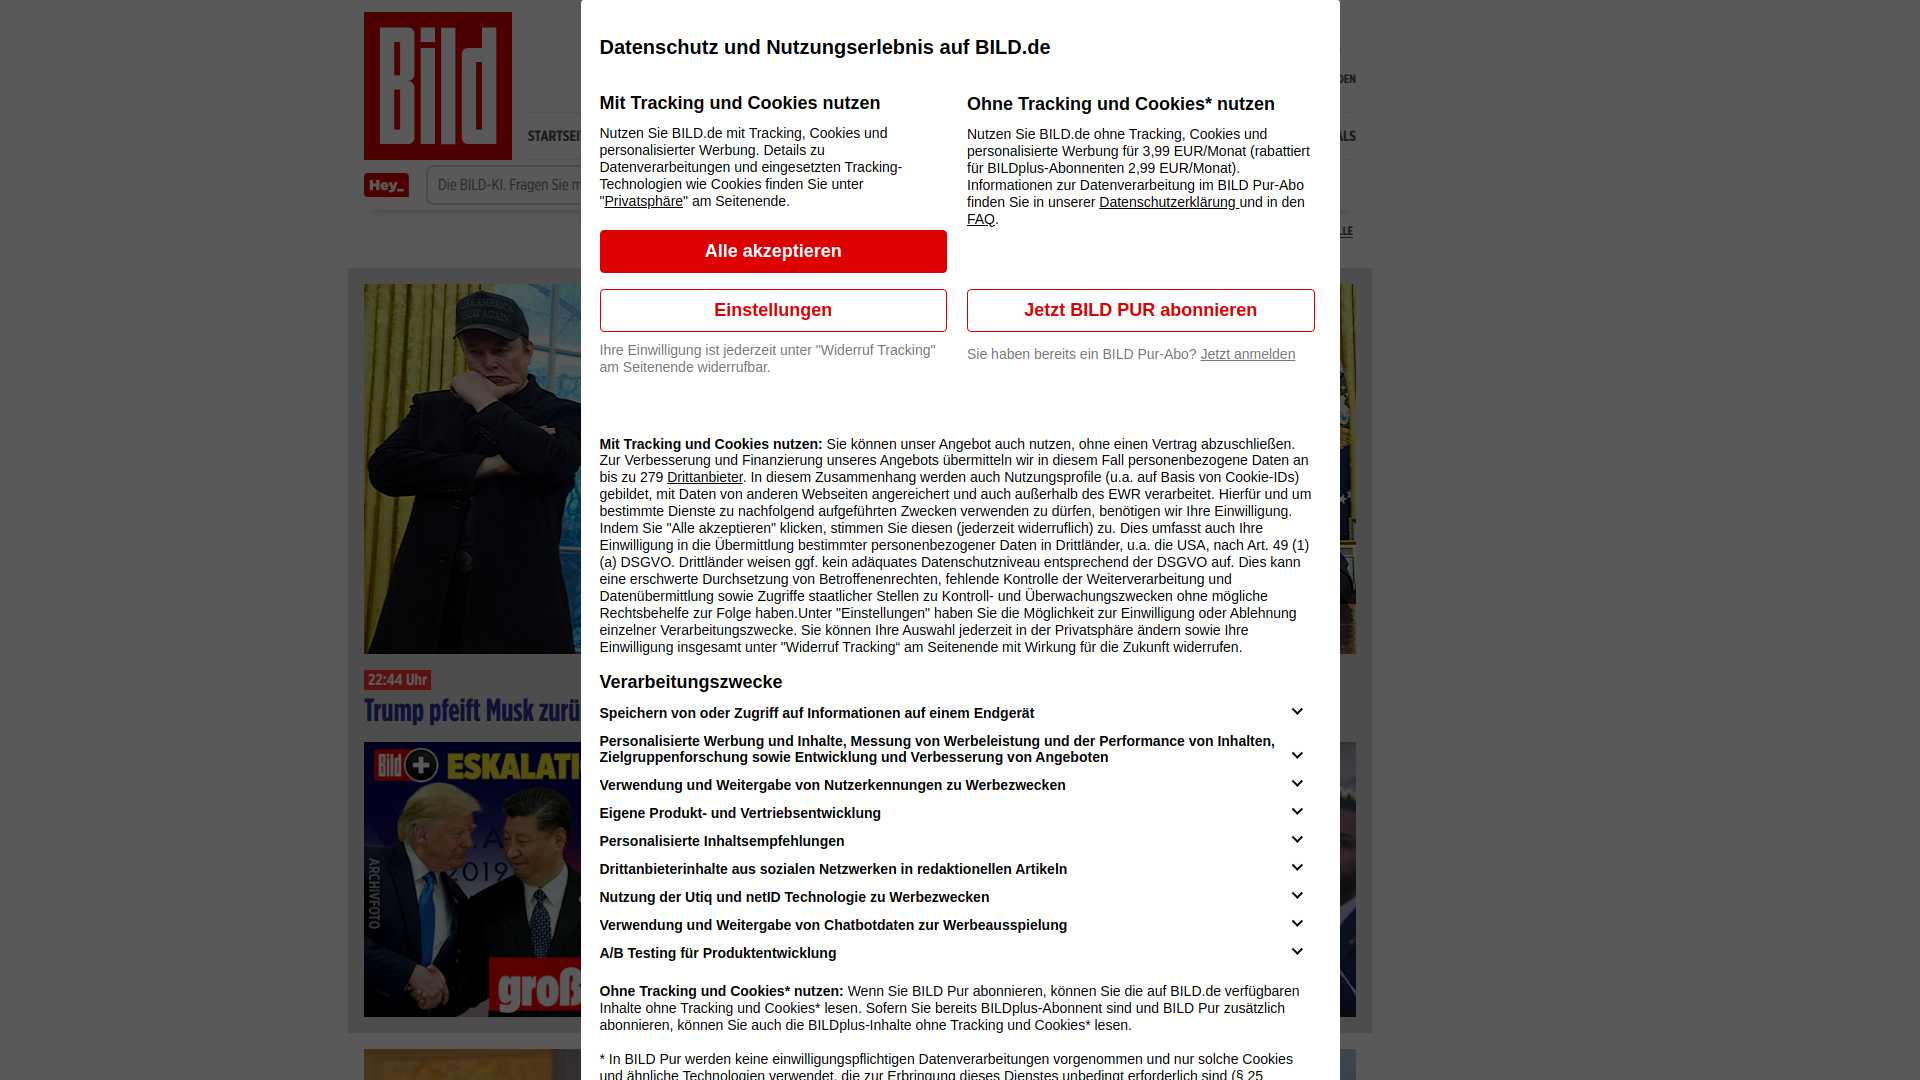 Bild
STARTSEI
Hey_
Die BILD-KI. Fragen Sie m
22:44 Uhr
Trump pfeift Musk zurü
Bild +
ESKALATI
2019
ARCHIVFOTO
groß
Datenschutz und Nutzungserlebnis auf BILD.de
Mit Tracking und Cookies nutzen
Nutzen Sie BILD.de mit Tracking, Cookies und
personalisierter Werbung. Details zu
Datenverarbeitungen und eingesetzten Tracking-
Technologien wie Cookies finden Sie unter
"Privatsphäre" am Seitenende.
Alle akzeptieren
Einstellungen
Ihre Einwilligung ist jederzeit unter "Widerruf Tracking"
am Seitenende widerrufbar.
Ohne Tracking und Cookies* nutzen
Nutzen Sie BILD.de ohne Tracking, Cookies und
personalisierte Werbung für 3,99 EUR/Monat (rabattiert
für BILDplus-Abonnenten 2,99 EUR/Monat).
Informationen zur Datenverarbeitung im BILD Pur-Abo
finden Sie in unserer Datenschutzerklärung und in den
FAQ.
Jetzt BILD PUR abonnieren
Sie haben bereits ein BILD Pur-Abo? Jetzt anmelden
Mit Tracking und Cookies nutzen: Sie können unser Angebot auch nutzen, ohne einen Vertrag abzuschließen.
Zur Verbesserung und Finanzierung unseres Angebots übermitteln wir in diesem Fall personenbezogene Daten an
bis zu 279 Drittanbieter. In diesem Zusammenhang werden auch Nutzungsprofile (u.a. auf Basis von Cookie-IDs)
gebildet, mit Daten von anderen Webseiten angereichert und auch außerhalb des EWR verarbeitet. Hierfür und um
bestimmte Dienste zu nachfolgend aufgeführten Zwecken verwenden zu dürfen, benötigen wir Ihre Einwilligung.
Indem Sie "Alle akzeptieren" klicken, stimmen Sie diesen (jederzeit widerruflich) zu. Dies umfasst auch Ihre
Einwilligung in die Übermittlung bestimmter personenbezogener Daten in Drittländer, u.a. die USA, nach Art. 49 (1)
(a) DSGVO. Drittländer weisen ggf. kein adäquates Datenschutzniveau entsprechend der DSGVO auf. Dies kann
eine erschwerte Durchsetzung von Betroffenenrechten, fehlende Kontrolle der Weiterverarbeitung und
Datenübermittlung sowie Zugriffe staatlicher Stellen zu Kontroll- und Überwachungszwecken ohne mögliche
Rechtsbehelfe zur Folge haben.Unter "Einstellungen" haben Sie die Möglichkeit zur Einwilligung oder Ablehnung
einzelner Verarbeitungszwecke. Sie können Ihre Auswahl jederzeit in der Privatsphäre ändern sowie Ihre
Einwilligung insgesamt unter "Widerruf Tracking“ am Seitenende mit Wirkung für die Zukunft widerrufen.
Verarbeitungszwecke
Speichern von oder Zugriff auf Informationen auf einem Endgerät
Personalisierte Werbung und Inhalte, Messung von Werbeleistung und der Performance von Inhalten,
Zielgruppenforschung sowie Entwicklung und Verbesserung von Angeboten
Verwendung und Weitergabe von Nutzerkennungen zu Werbezwecken
Eigene Produkt- und Vertriebsentwicklung
Personalisierte Inhaltsempfehlungen
Drittanbieterinhalte aus sozialen Netzwerken in redaktionellen Artikeln
Nutzung der Utiq und netID Technologie zu Werbezwecken
Verwendung und Weitergabe von Chatbotdaten zur Werbeausspielung
A/B Testing für Produktentwicklung
Ohne Tracking und Cookies* nutzen: Wenn Sie BILD Pur abonnieren, können Sie die auf BILD.de verfügbaren
Inhalte ohne Tracking und Cookies* lesen. Sofern Sie bereits BILDplus-Abonnent sind und BILD Pur zusätzlich
abonnieren, können Sie auch die BILDplus-Inhalte ohne Tracking und Cookies* lesen.
* In BILD Pur werden keine einwilligungspflichtigen Datenverarbeitungen vorgenommen und nur solche Cookies
und ähnliche Technologien verwendet, die zur Erbringung dieses Dienstes unbedingt erforderlich sind (§ 25